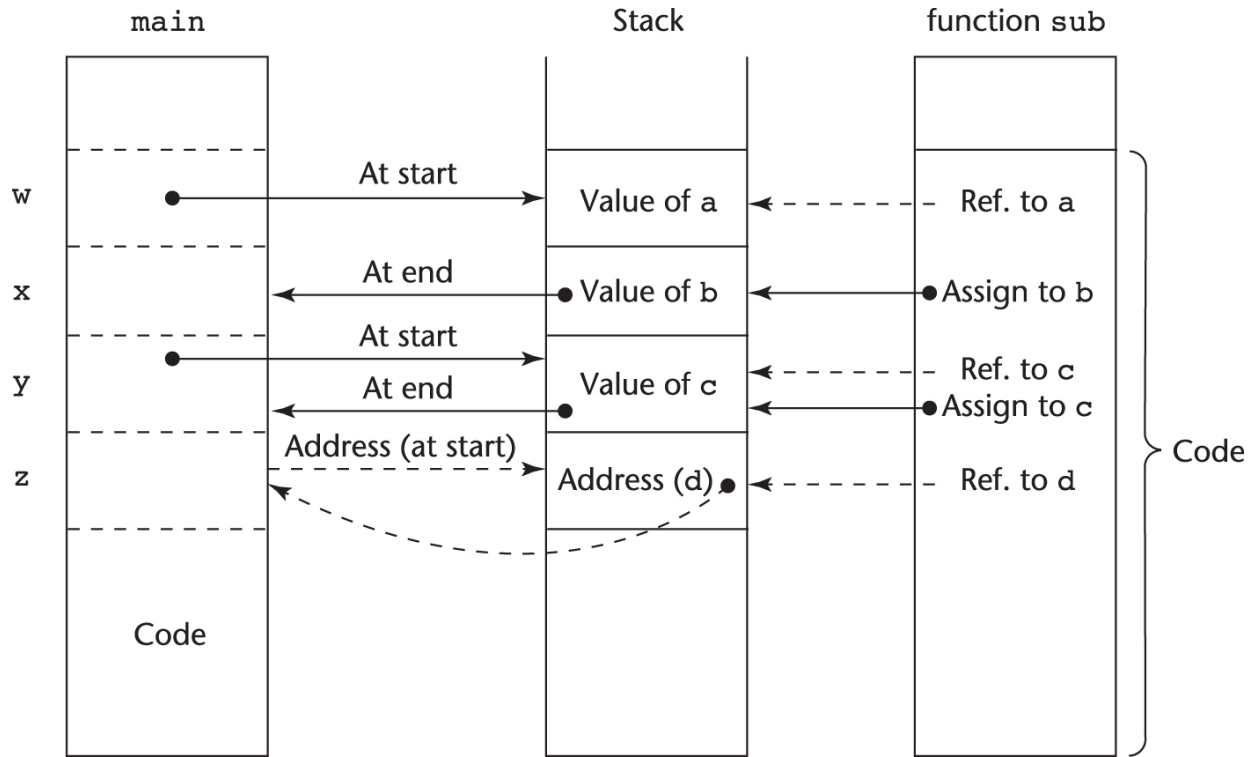 main
Stack
function sub
w
At start
Value of a
Ref. to a
x
At end
Value of b
Assign to b
y
At start
At end
Value of c
Ref. to c
Assign to c
z
Address (at start)
Address (d)
Ref. to d
Code
Code